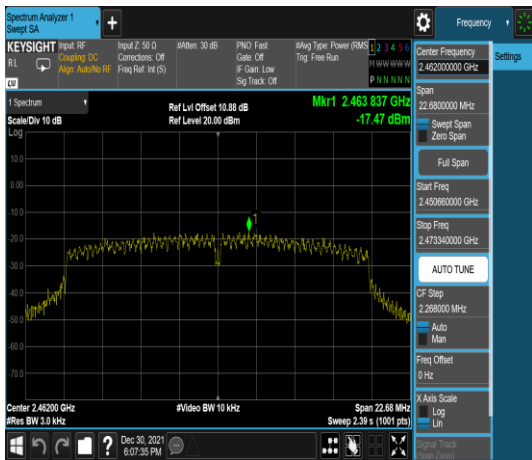 Spectrum Analyzer 1
Swept SA
Frequency
KEYSIGHT
RL
Input: RF
Coupling: DC
Align: Auto/No RF
Input Z: 50 Ω
Corrections: Off
Freq Ref: Int (S)
#Atten: 30 dB
PNO: Fast
Gate: Off
IF Gain: Low
Sig Track: Off
#Avg Type: Power (RMS
Trig: Free Run
1 2 3 4 5 6
M W W W W W
P N N N N N
1 Spectrum
Scale/Div 10 dB
Ref Lvl Offset 10.88 dB
Ref Level 20.00 dBm
Mkr1 2.463 837 GHz
-17.47 dBm
Log
10.0
0.00
-10.0
-20.0
-30.0
-40.0
-50.0
-60.0
-70.0
1
Center 2.46200 GHz
#Res BW 3.0 kHz
#Video BW 10 kHz
Span 22.68 MHz
Sweep 2.39 s (1001 pts)
Dec 30, 2021
6:07:35 PM
Center Frequency
2.462000000 GHz
Settings
Span
22.6800000 MHz
Swept Span
Zero Span
Full Span
Start Freq
2.450660000 GHz
Stop Freq
2.473340000 GHz
AUTO TUNE
CF Step
2.268000 MHz
Auto
Man
Freq Offset
0 Hz
X Axis Scale
Log
Lin
Signal Track
(Span Zoom)